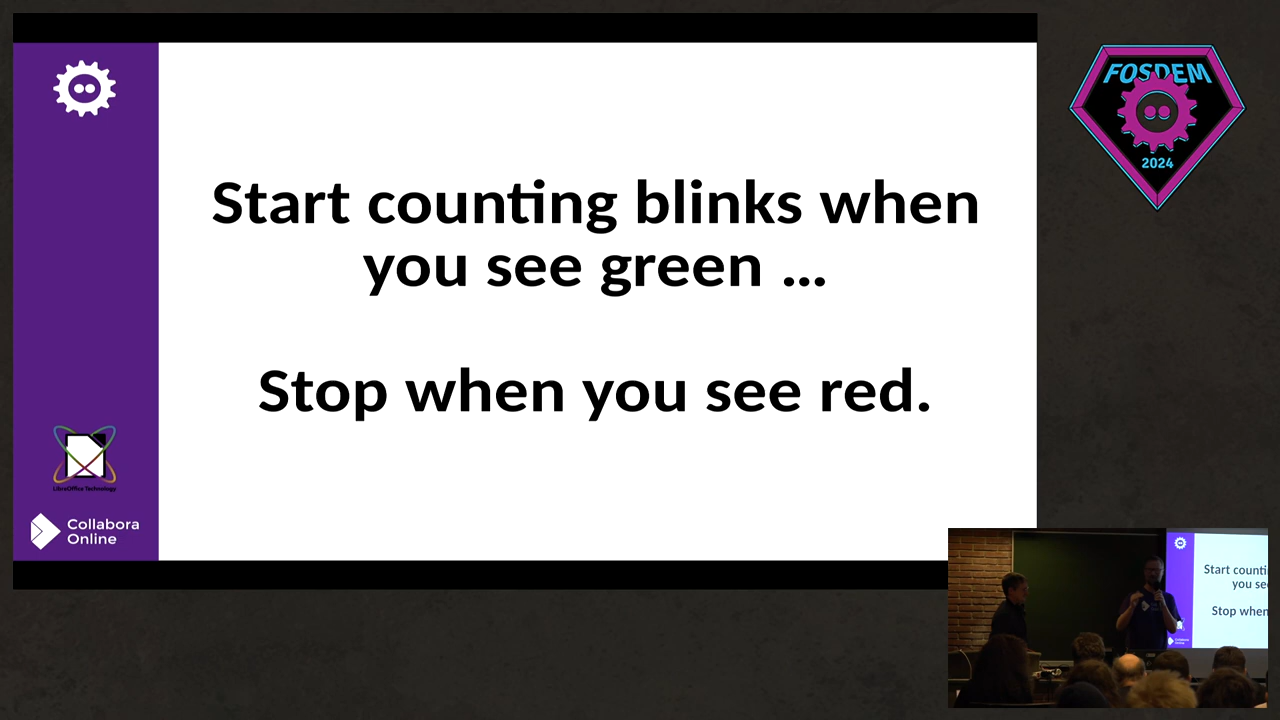 Start counting blinks when
you see green ...
Stop when you see red.
LibreOffice Technology
Collabora
Online
FOSDEM
2024
Start counti
you see
Stop when